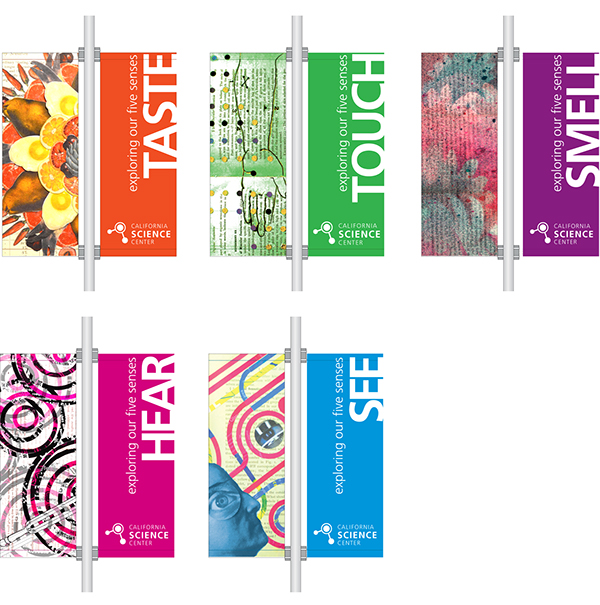 exploring our five senses
TASTE
CALIFORNIA
SCIENCE
CENTER
exploring our five senses
TOUCH
CALIFORNIA
SCIENCE
CENTER
exploring our five senses
SMELL
CALIFORNIA
SCIENCE
CENTER
exploring our five senses
HEAR
CALIFORNIA
SCIENCE
CENTER
exploring our five senses
SEE
CALIFORNIA
SCIENCE
CENTER